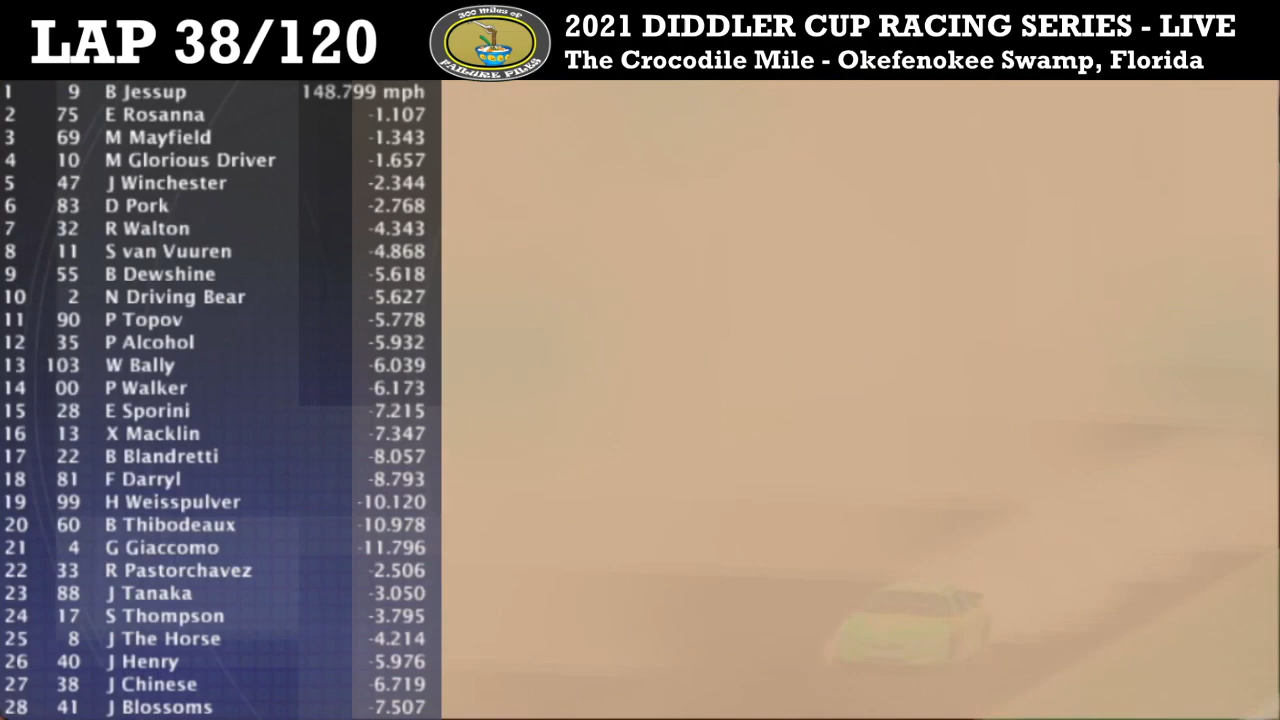 LAP 38/120
300 Miles of
FAILURE PILES
2021 DIDDLER CUP RACING SERIES - LIVE
The Crocodile Mile - Okefenokee Swamp, Florida
1 9 B Jessup 148.799 mph
2 75 E Rosanna -1.107
3 69 M Mayfield -1.343
4 10 M Glorious Driver -1.657
5 47 J Winchester -2.344
6 83 D Pork -2.768
7 32 R Walton -4.343
8 11 S van Vuuren -4.868
9 55 B Dewshine -5.618
10 2 N Driving Bear -5.627
11 90 P Topov -5.778
12 35 P Alcohol -5.932
13 103 W Bally -6.039
14 00 P Walker -6.173
15 28 E Sporini -7.215
16 13 X Macklin -7.347
17 22 B Blandretti -8.057
18 81 F Darryl -8.793
19 99 H Weisspulver -10.120
20 60 B Thibodeaux -10.978
21 4 G Giaccomo -11.796
22 33 R Pastorchavez -2.506
23 88 J Tanaka -3.050
24 17 S Thompson -3.795
25 8 J The Horse -4.214
26 40 J Henry -5.976
27 38 J Chinese -6.719
28 41 J Blossoms -7.507